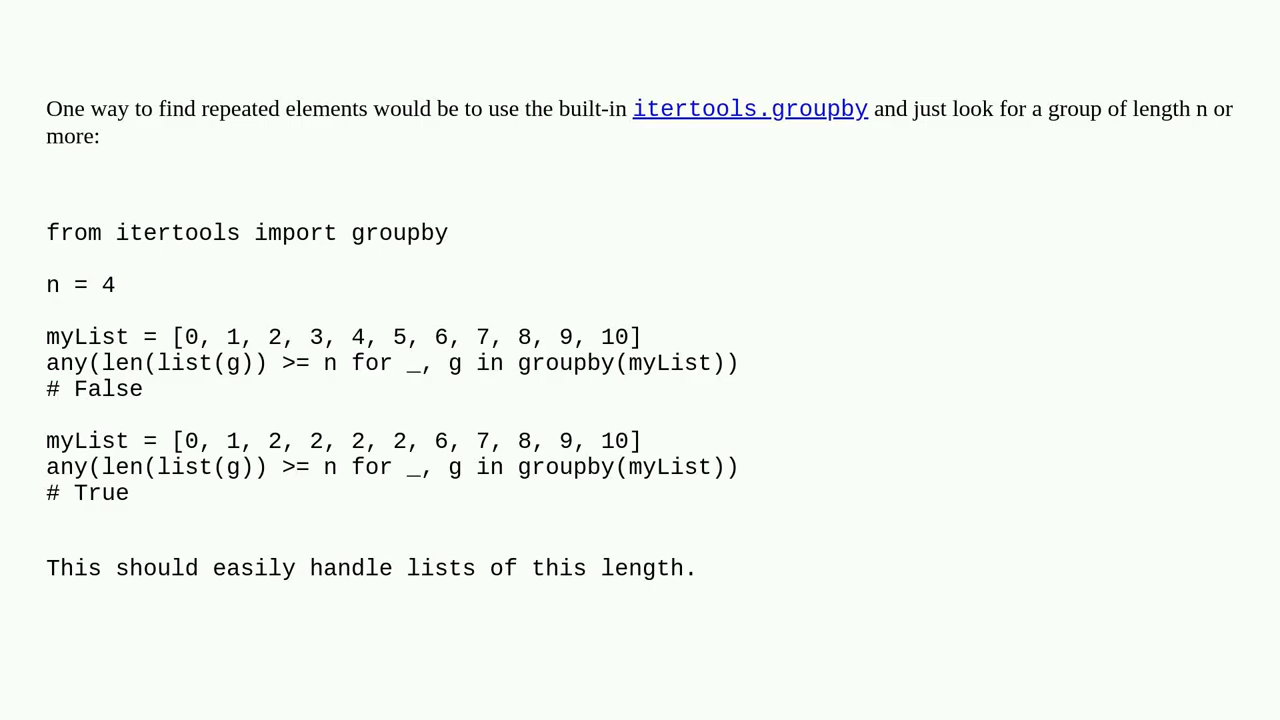 One way to find repeated elements would be to use the built-in itertools.groupby and just look for a group of length n or
more:
from itertools import groupby
n = 4
myList = [0, 1, 2, 3, 4, 5, 6, 7, 8, 9, 10]
any(len(list(g)) >= n for _, g in groupby(myList))
# False
myList = [0, 1, 2, 2, 2, 2, 6, 7, 8, 9, 10]
any(len(list(g)) >= n for _, g in groupby(myList))
# True
This should easily handle lists of this length.